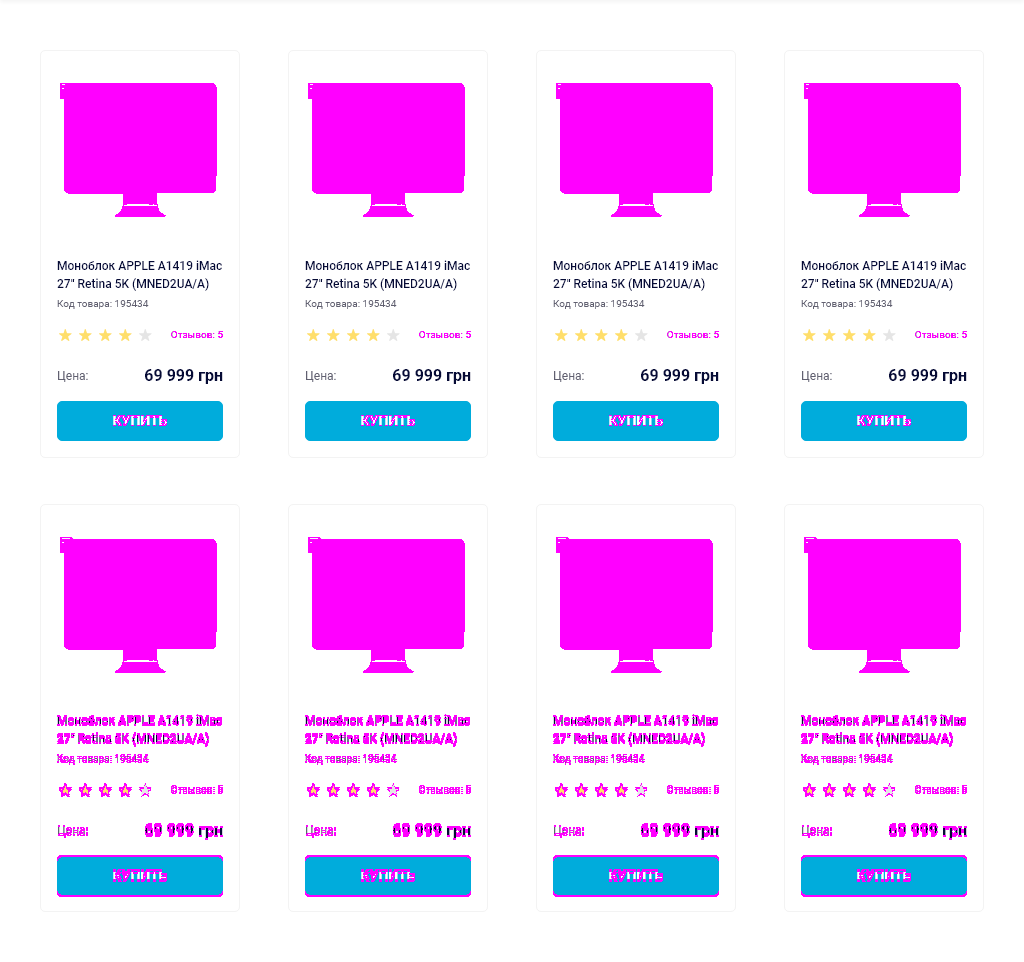 Моноблок APPLE A1419 iMac
27" Retina 5K (MNED2UA/A)
Код товара: 195434
Отзывов: 5
Цена: 69 999 грн
КУПИТЬ
Моноблок APPLE A1419 iMac
27" Retina 5K (MNED2UA/A)
Код товара: 195434
Отзывов: 5
Цена: 69 999 грн
КУПИТЬ
Моноблок APPLE A1419 iMac
27" Retina 5K (MNED2UA/A)
Код товара: 195434
Отзывов: 5
Цена: 69 999 грн
КУПИТЬ
Моноблок APPLE A1419 iMac
27" Retina 5K (MNED2UA/A)
Код товара: 195434
Отзывов: 5
Цена: 69 999 грн
КУПИТЬ
Моноблок APPLE A1419 iMac
27" Retina 5K (MNED2UA/A)
Код товара: 195434
Отзывов: 5
Цена: 69 999 грн
КУПИТЬ
Моноблок APPLE A1419 iMac
27" Retina 5K (MNED2UA/A)
Код товара: 195434
Отзывов: 5
Цена: 69 999 грн
КУПИТЬ
Моноблок APPLE A1419 iMac
27" Retina 5K (MNED2UA/A)
Код товара: 195434
Отзывов: 5
Цена: 69 999 грн
КУПИТЬ
Моноблок APPLE A1419 iMac
27" Retina 5K (MNED2UA/A)
Код товара: 195434
Отзывов: 5
Цена: 69 999 грн
КУПИТЬ